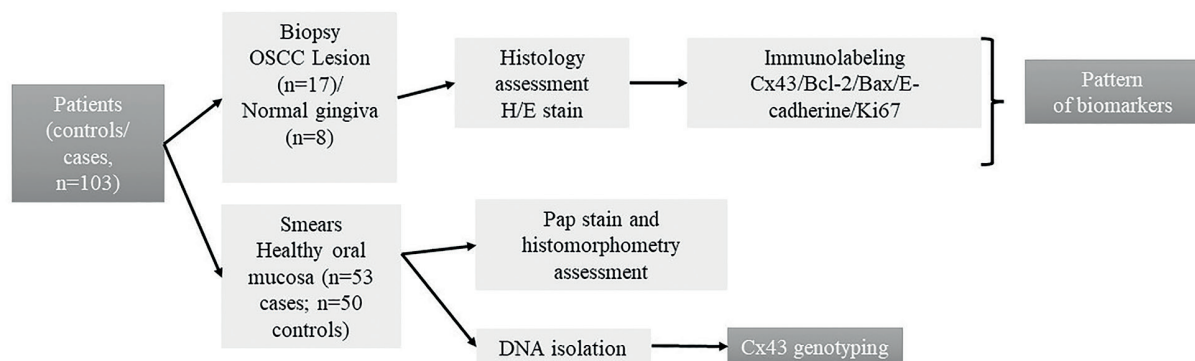 Patients
(controls/
cases,
n=103)
Biopsy
OSCC Lesion
(n=17)/
Normal gingiva
(n=8)
Histology
assessment
H/E stain
Immunolabeling
Cx43/Bcl-2/Bax/E-
cadherine/Ki67
Pattern
of biomarkers
Smears
Healthy oral
mucosa (n=53
cases; n=50
controls)
Pap stain and
histomorphometry
assessment
DNA isolation
Cx43 genotyping